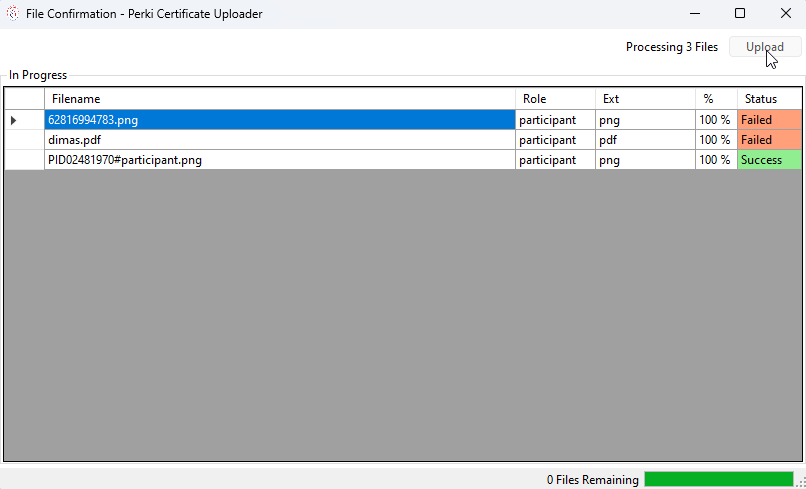 File Confirmation - Perki Certificate Uploader
Processing 3 Files Upload
In Progress
Filename Role Ext % Status
62816994783.png participant png 100 % Failed
dimas.pdf participant pdf 100 % Failed
PID02481970#participant.png participant png 100 % Success
0 Files Remaining